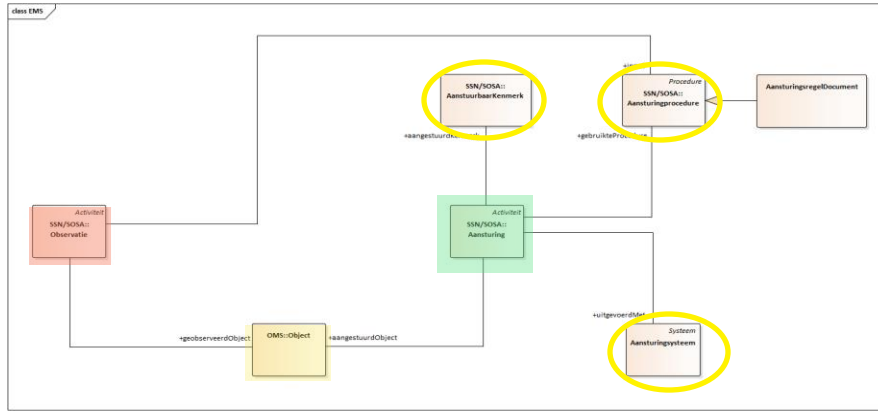 class EMS
SSN/SOSA::
AanstuurbaarKenmerk
Procedure
SSN/SOSA::
Aansturingprocedure
AansturingsregelDocument
+aangestuurdKenmerk
+gebruikteProcedure
Activiteit
SSN/SOSA::
Observatie
Activiteit
SSN/SOSA::
Aansturing
+uitgevoerdMet
+geobserveerdObject
OMS::Object
+aangestuurdObject
Systeem
Aansturingsysteem